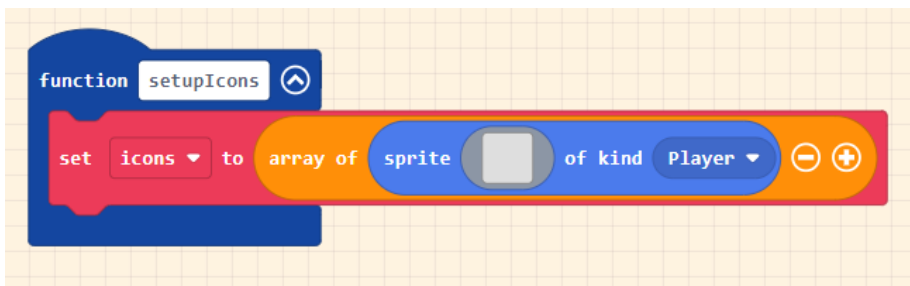 function setupIcons
set icons to array of sprite of kind Player